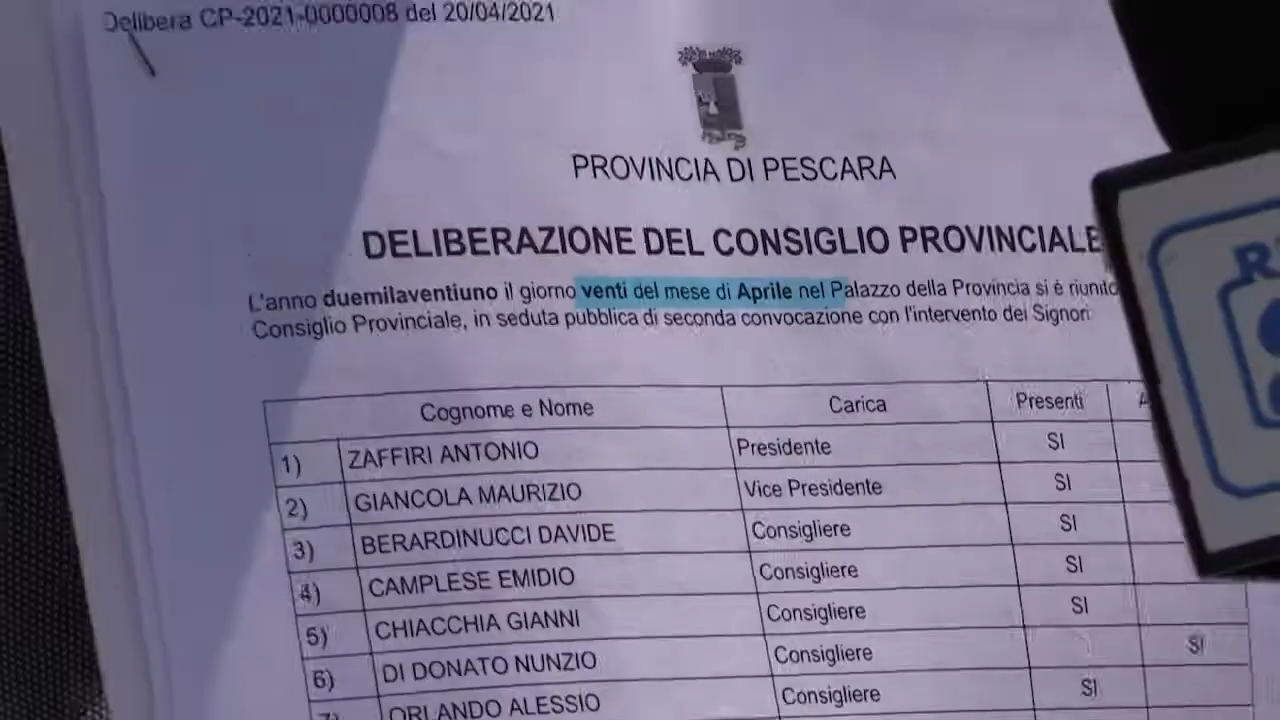 Delibera CP-2021-0000008 del 20/04/2021
PROVINCIA DI PESCARA
DELIBERAZIONE DEL CONSIGLIO PROVINCIALE
L'anno duemilaventiuno il giorno venti del mese di Aprile nel Palazzo della Provincia si è riunito
Consiglio Provinciale, in seduta pubblica di seconda convocazione con l'intervento dei Signori
Cognome e Nome Carica Presenti A
1) ZAFFIRI ANTONIO Presidente SI
2) GIANCOLA MAURIZIO Vice Presidente SI
3) BERARDINUCCI DAVIDE Consigliere SI
4) CAMPLESE EMIDIO Consigliere SI
5) CHIACCHIA GIANNI Consigliere SI
6) DI DONATO NUNZIO Consigliere SI
7) ORLANDO ALESSIO Consigliere SI
R